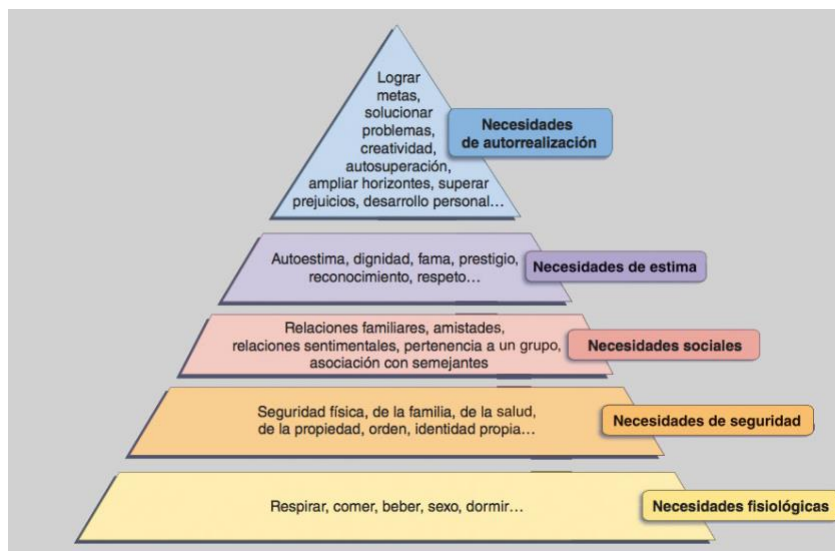 Lograr
metas,
solucionar
problemas,
creatividad,
autosuperación,
ampliar horizontes, superar
prejuicios, desarrollo personal...
Necesidades
de autorrealización
Autoestima, dignidad, fama, prestigio,
reconocimiento, respeto...
Necesidades de estima
Relaciones familiares, amistades,
relaciones sentimentales, pertenencia a un grupo,
asociación con semejantes
Necesidades sociales
Seguridad física, de la familia, de la salud,
de la propiedad, orden, identidad propia...
Necesidades de seguridad
Respirar, comer, beber, sexo, dormir...
Necesidades fisiológicas